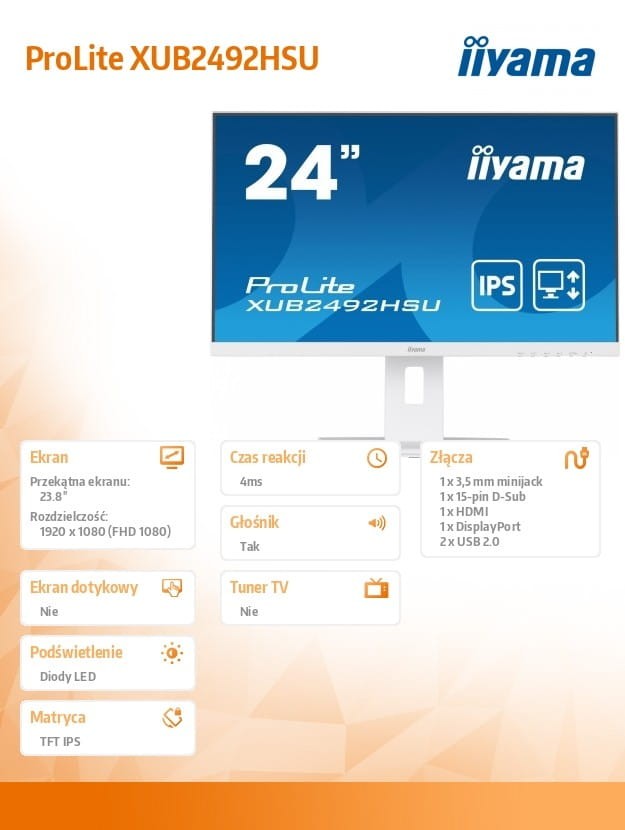 ProLite XUB2492HSU
iiyama
24”
iiyama
ProLite
XUB2492HSU
IPS
iiyama
Ekran
Przekątna ekranu:
23.8”
Rozdzielczość:
1920 x 1080 (FHD 1080)
Czas reakcji
4ms
Głośnik
Tak
Złącza
1 x 3,5 mm minijack
1 x 15-pin D-Sub
1 x HDMI
1 x DisplayPort
2 x USB 2.0
Ekran dotykowy
Nie
Tuner TV
Nie
Podświetlenie
Diody LED
Matryca
TFT IPS